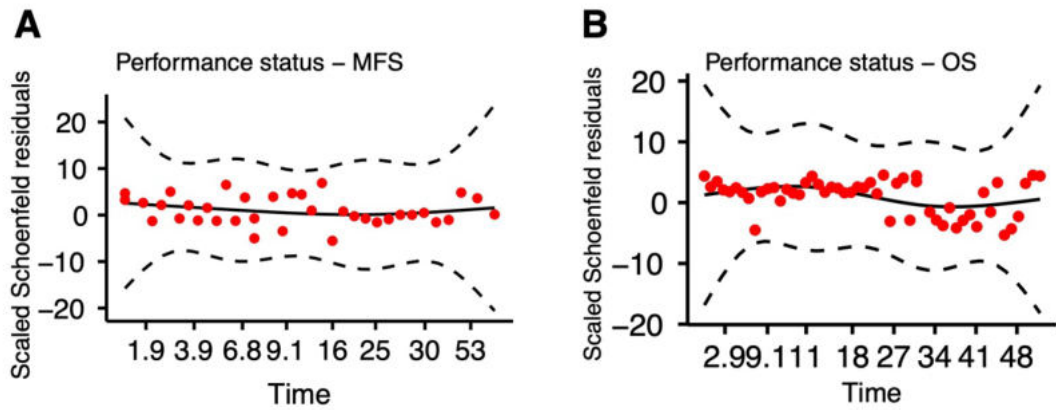 A
Performance status – MFS
Scaled Schoenfeld residuals
20
10
0
−10
−20
1.9 3.9 6.8 9.1 16 25 30 53
Time
B
Performance status – OS
Scaled Schoenfeld residuals
20
10
0
−10
−20
2.99.111 18 27 34 41 48
Time